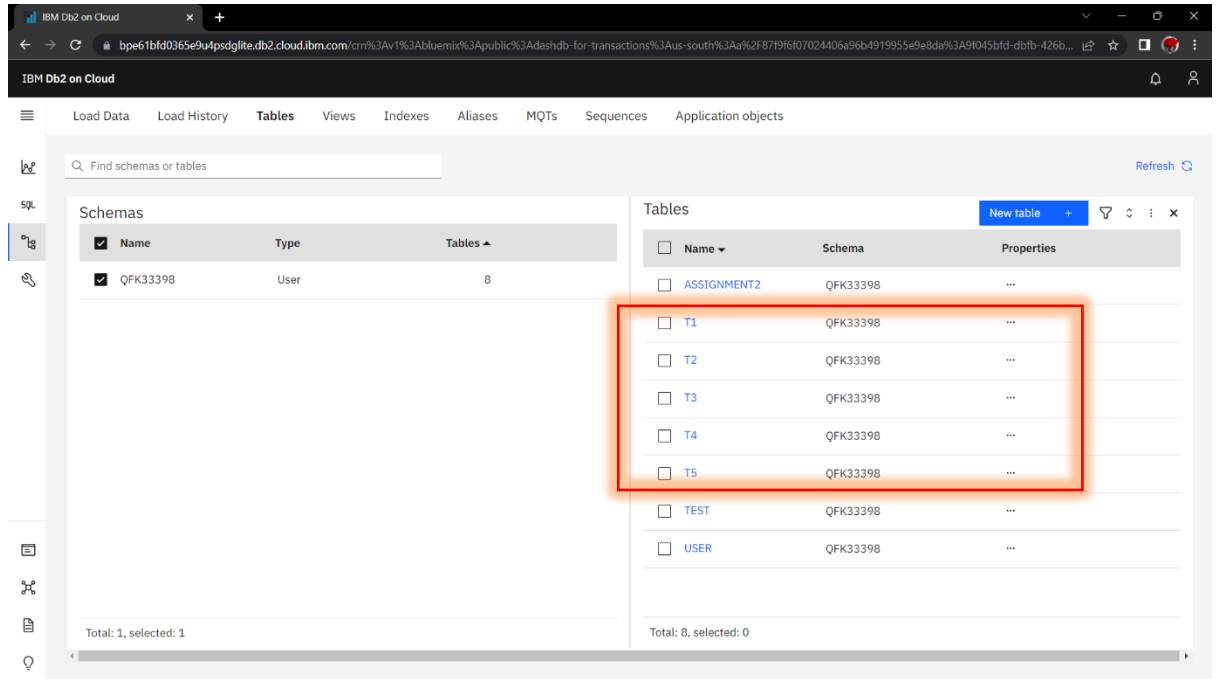 IBM Db2 on Cloud
bpe61bfd0365e9u4psdglite.db2.cloud.ibm.com/crn%3Av1%3Abluemix%3Apublic%3Adashdb-for-transactions%3Aus-south%3Aa%2F87f9f6f07024406a96b4919955e9e8da%3A9f045bfd-dbfb-426b...
IBM Db2 on Cloud
Load Data Load History Tables Views Indexes Aliases MQTs Sequences Application objects
Find schemas or tables
Refresh
SQL
Schemas
Name Type Tables
QFK33398 User 8
Total: 1, selected: 1
Tables
New table +
Name Schema Properties
ASSIGNMENT2 QFK33398 ...
T1 QFK33398 ...
T2 QFK33398 ...
T3 QFK33398 ...
T4 QFK33398 ...
T5 QFK33398 ...
TEST QFK33398 ...
USER QFK33398 ...
Total: 8, selected: 0